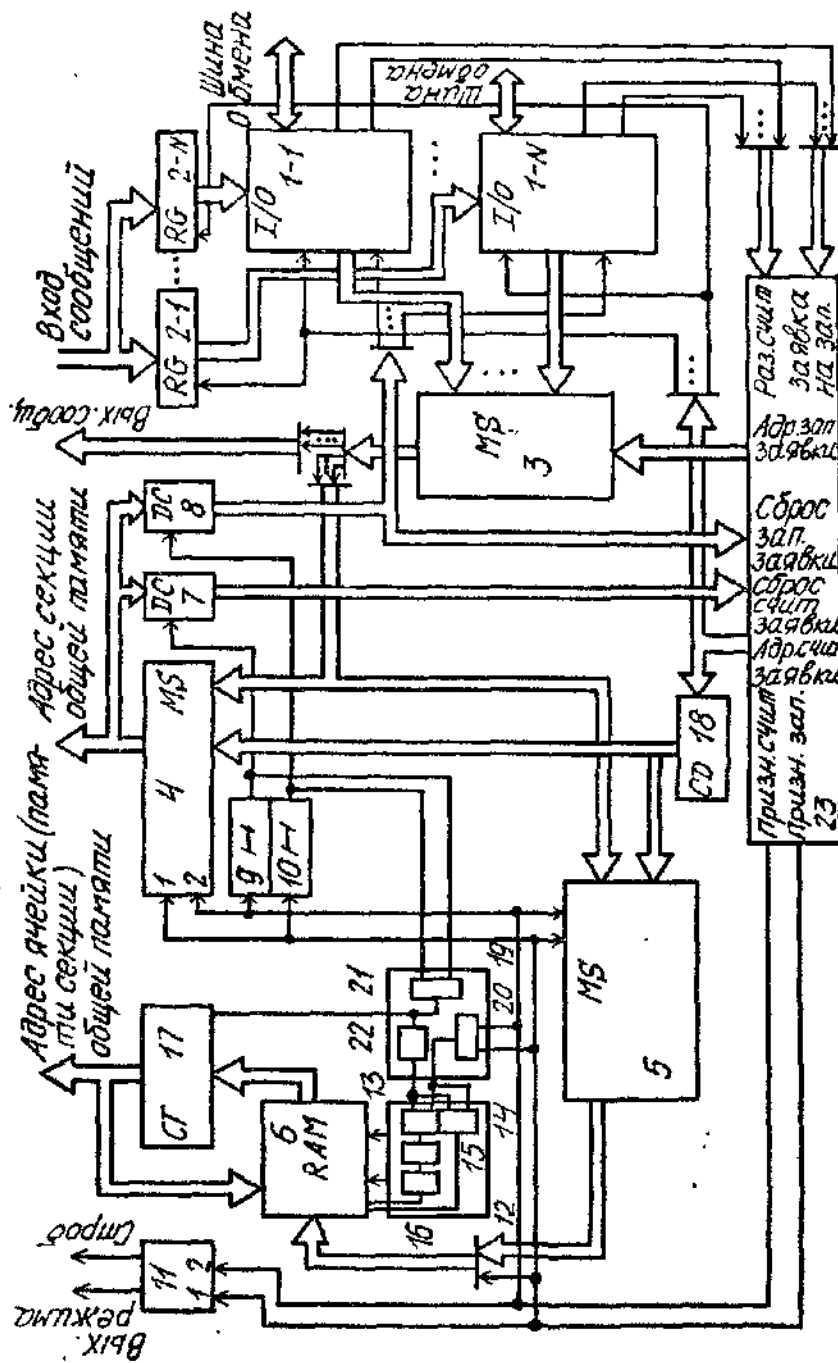 Вых.
режима
Строб
11
1 2
Адрес ячейки (памя-
ти секции)
общей памяти
CT 17
6
RAM
16
15
14
13
22
21
20
19
12
Адрес секции
общей памяти
1
2
4
MS
9 H
10 H
DC
7
DC
8
MS
5
CD 18
Вых. сообщ.
Вход
сообщений
RG 2-1
...
RG 2-N
I/O
1-1
I/O
1-N
Шина
обмена
Шина
обмена
MS
3
Призн. счит
Призн. зап.
23
Раз. счит
Заявка
на зап.
Адр. зап
заявки
Сброс
зап.
заявки
сброс
счит
заявки
Адр. счит
заявки